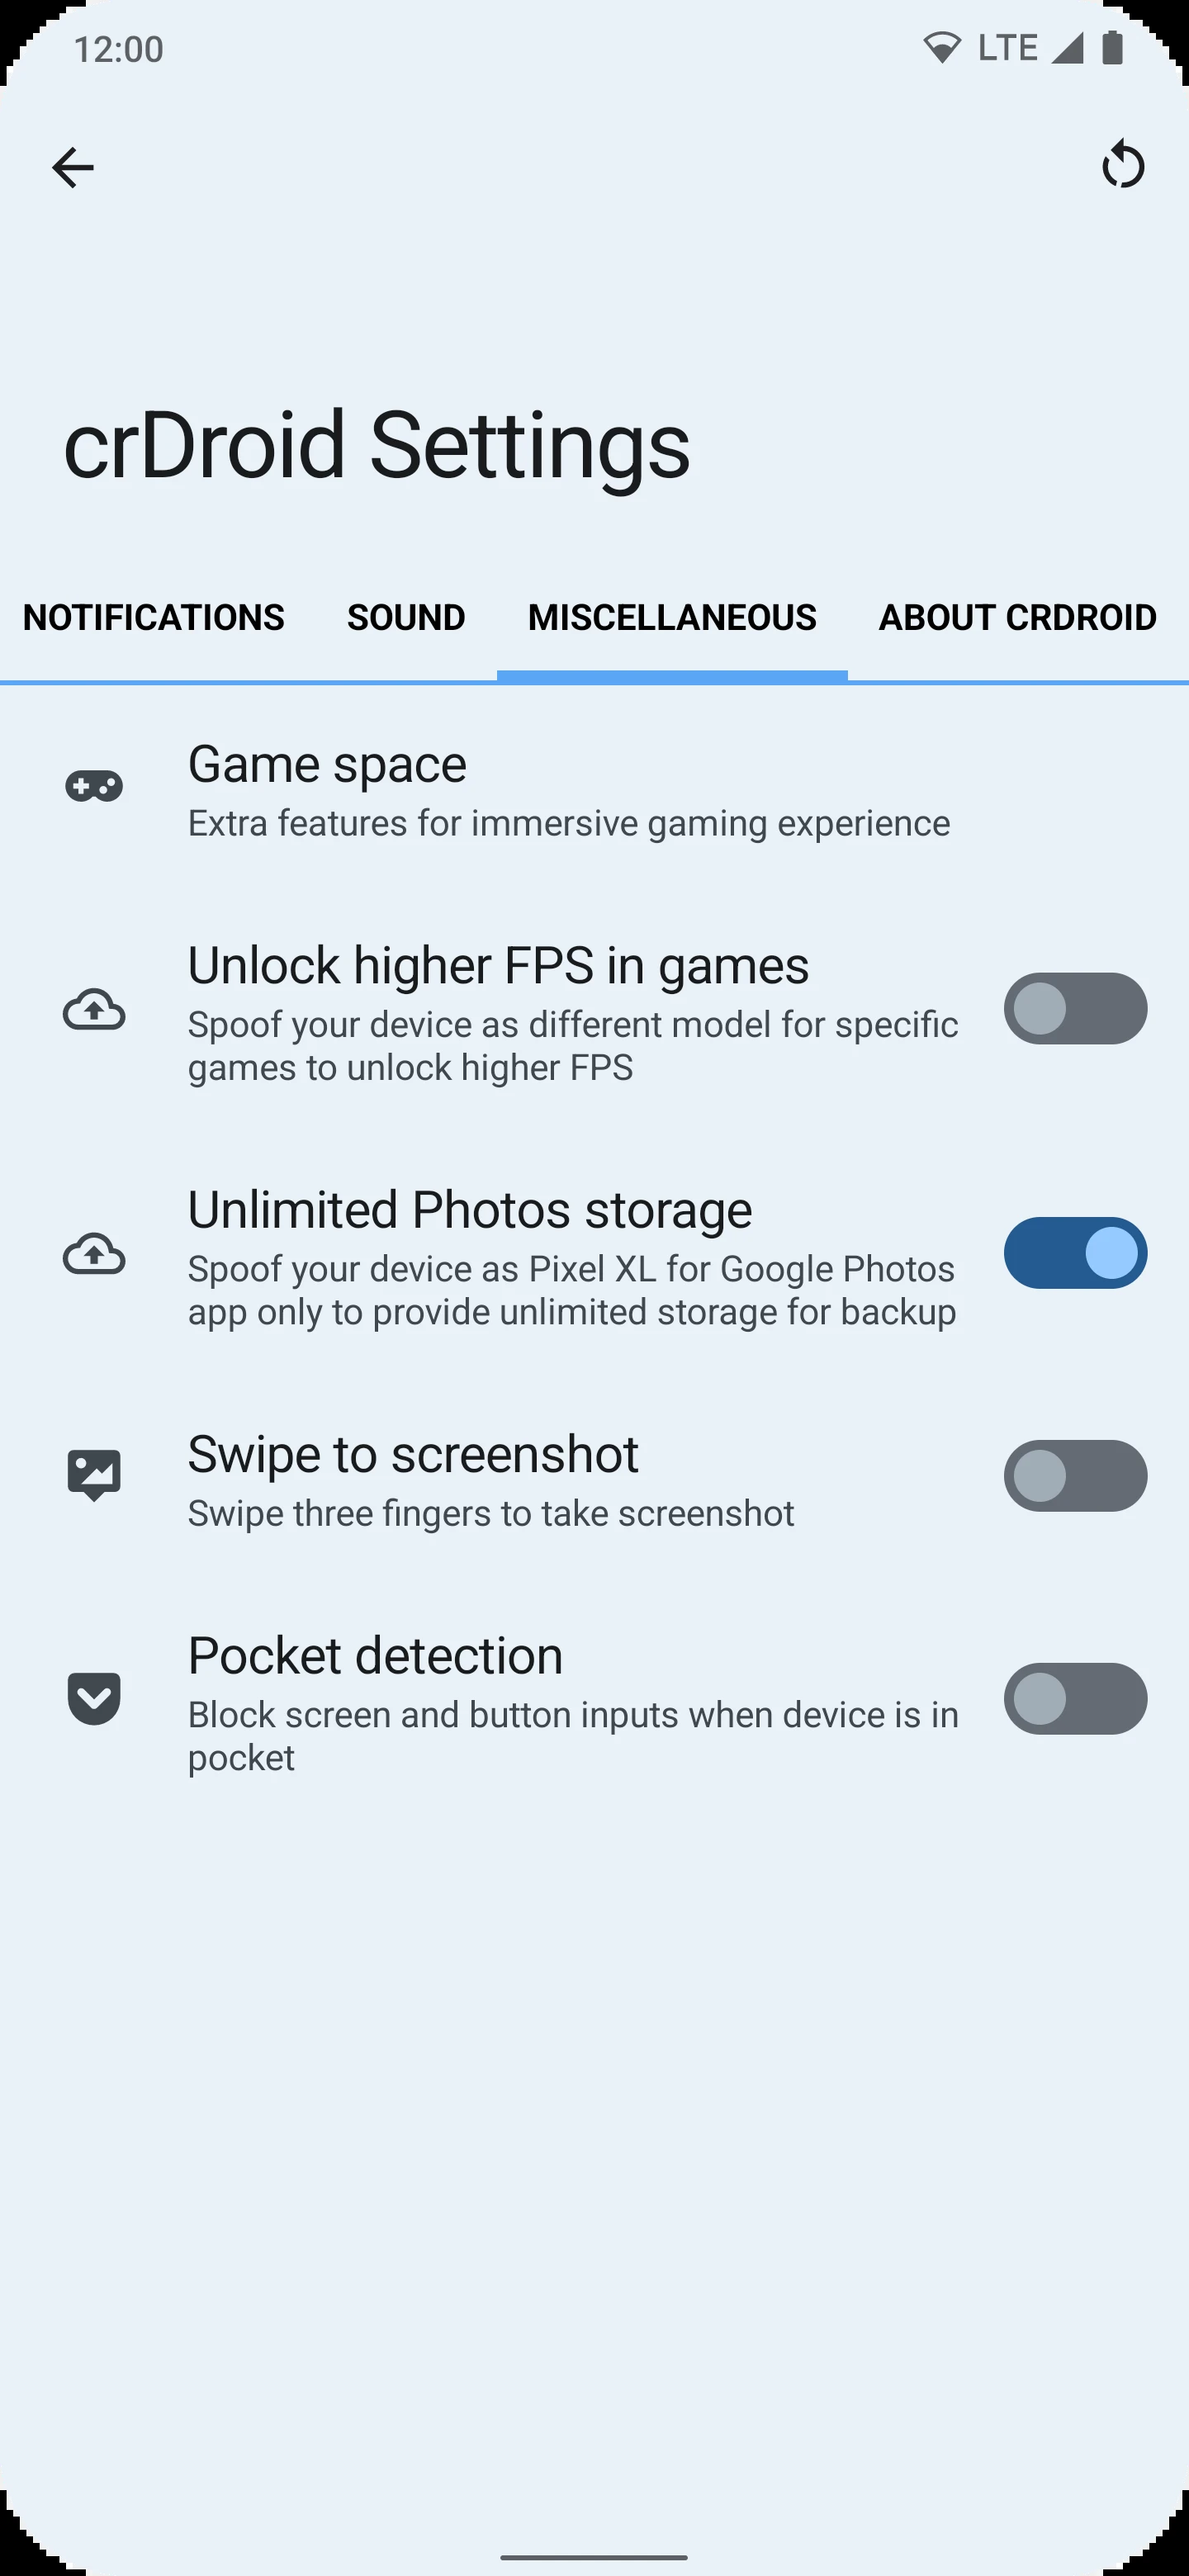 12:00 LTE
crDroid Settings
NOTIFICATIONS SOUND MISCELLANEOUS ABOUT CRDROID
Game space
Extra features for immersive gaming experience
Unlock higher FPS in games
Spoof your device as different model for specific
games to unlock higher FPS
Unlimited Photos storage
Spoof your device as Pixel XL for Google Photos
app only to provide unlimited storage for backup
Swipe to screenshot
Swipe three fingers to take screenshot
Pocket detection
Block screen and button inputs when device is in
pocket